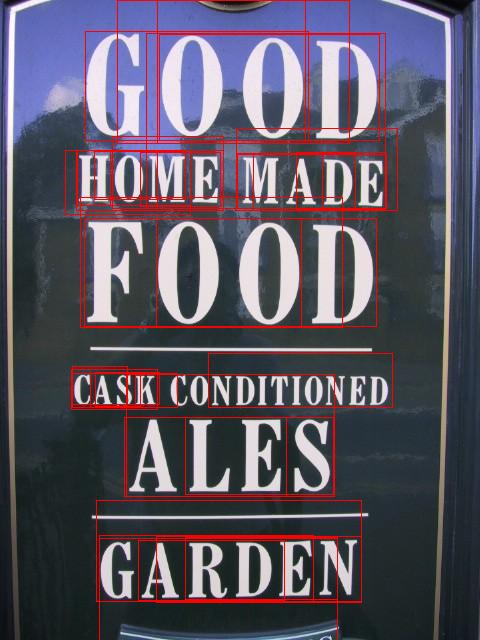 GOOD
HOME MADE
FOOD
CASK CONDITIONED
ALES
GARDEN